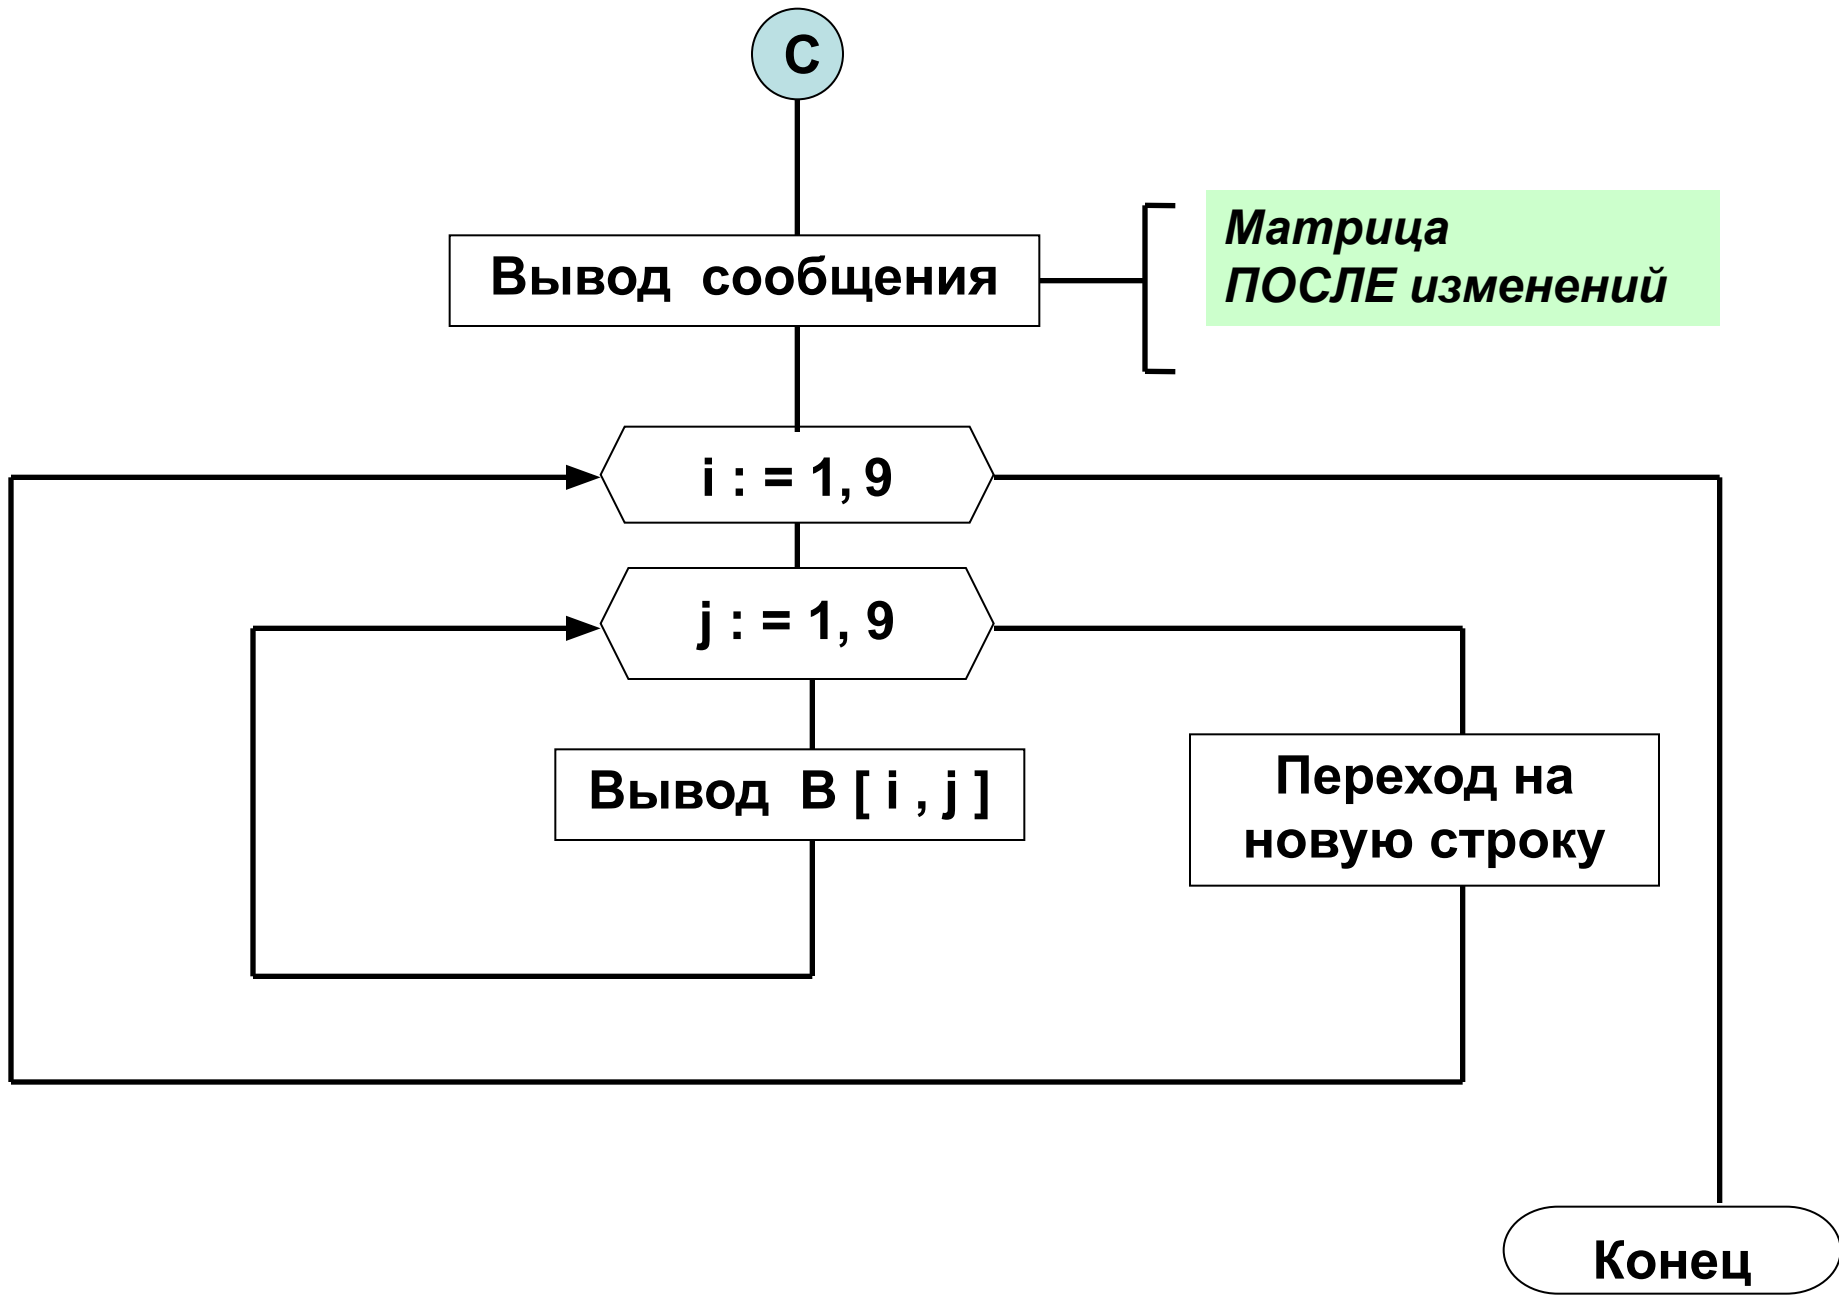 С
Вывод сообщения
Матрица
ПОСЛЕ изменений
i : = 1, 9
j : = 1, 9
Вывод В [ i , j ]
Переход на
новую строку
Конец